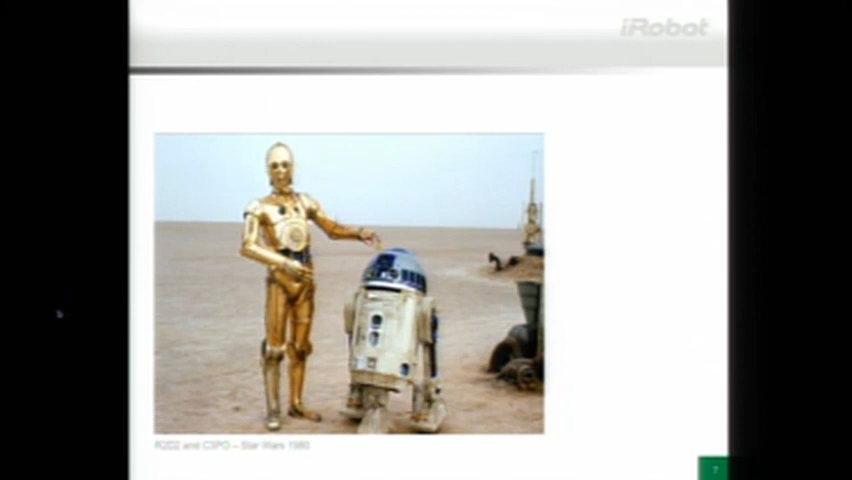 iRobot
R2D2 and C3PO – Star Wars 1980
7